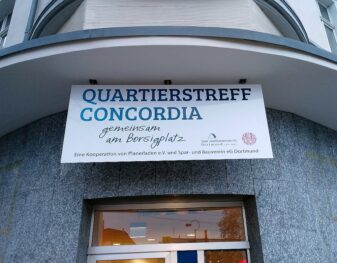 QUARTIERSTREFF
CONCORDIA
gemeinsam
am Borsigplatz
Eine Kooperation von Planerladen e.V. und Spar- und Bauverein eG Dortmund